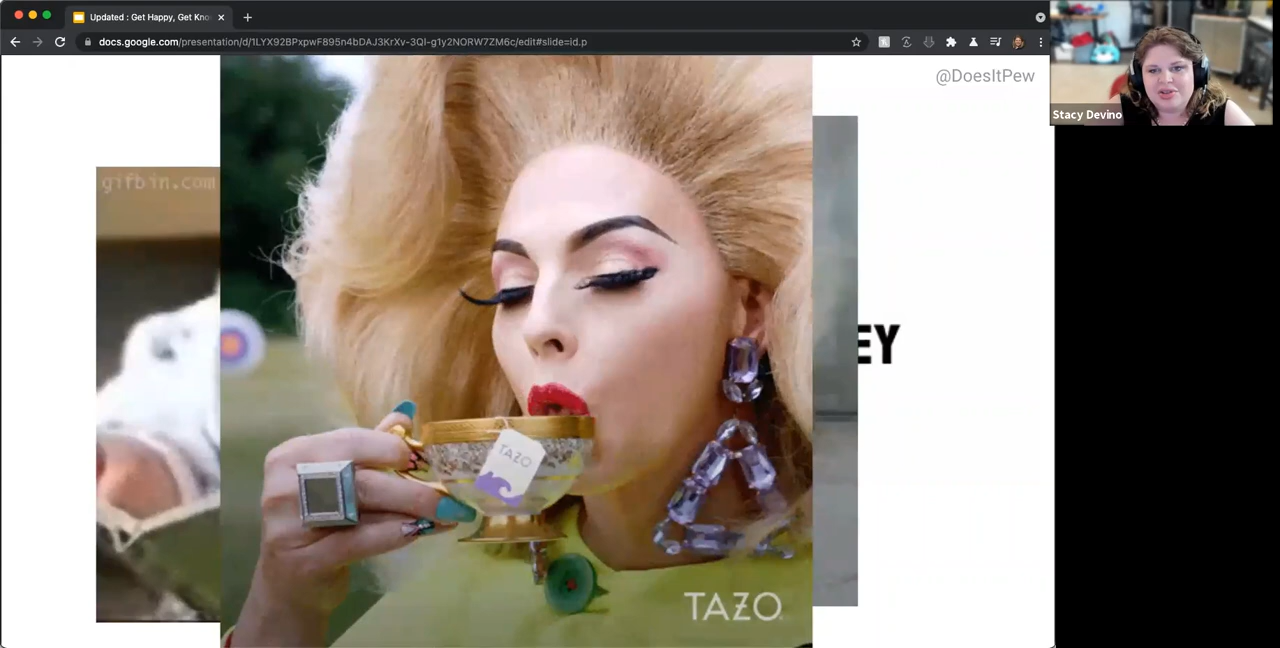 Updated : Get Happy, Get Kno
docs.google.com/presentation/d/1LYX92BPxpwF895n4bDAJ3KrXv-3Ql-g1y2NORW7ZM6c/edit#slide=id.p
@DoesItPew
Stacy Devino
gifbin.com
EY
TAZO
TAZO